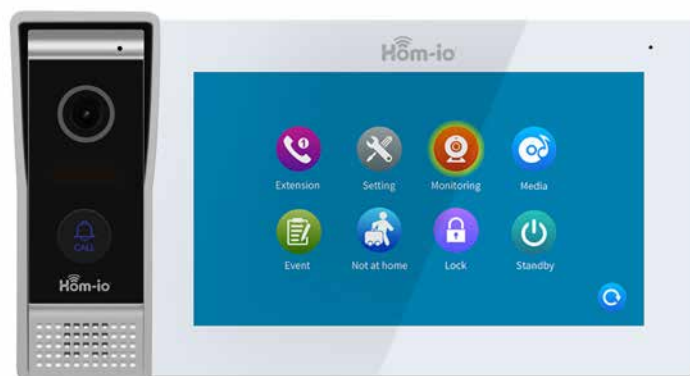 Hom-io
Extension
Setting
Monitoring
Media
Event
Not at home
Lock
Standby
CALL
Hom-io